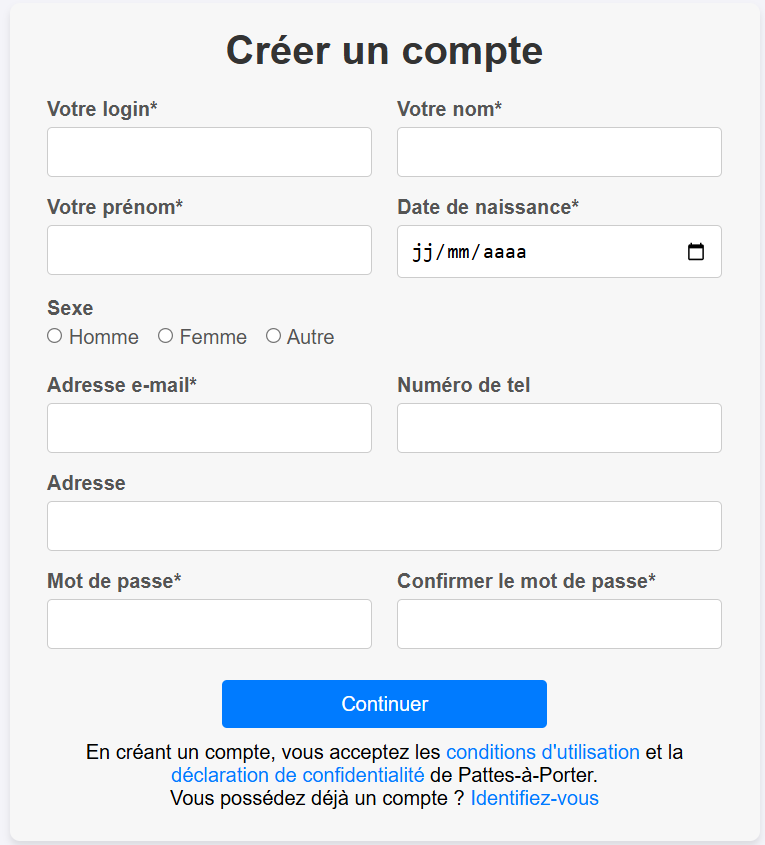 Créer un compte
Votre login*
Votre nom*
Votre prénom*
Date de naissance*
jj/mm/aaaa
Sexe
Homme Femme Autre
Adresse e-mail*
Numéro de tel
Adresse
Mot de passe*
Confirmer le mot de passe*
Continuer
En créant un compte, vous acceptez les conditions d'utilisation et la
déclaration de confidentialité de Pattes-à-Porter.
Vous possédez déjà un compte ? Identifiez-vous